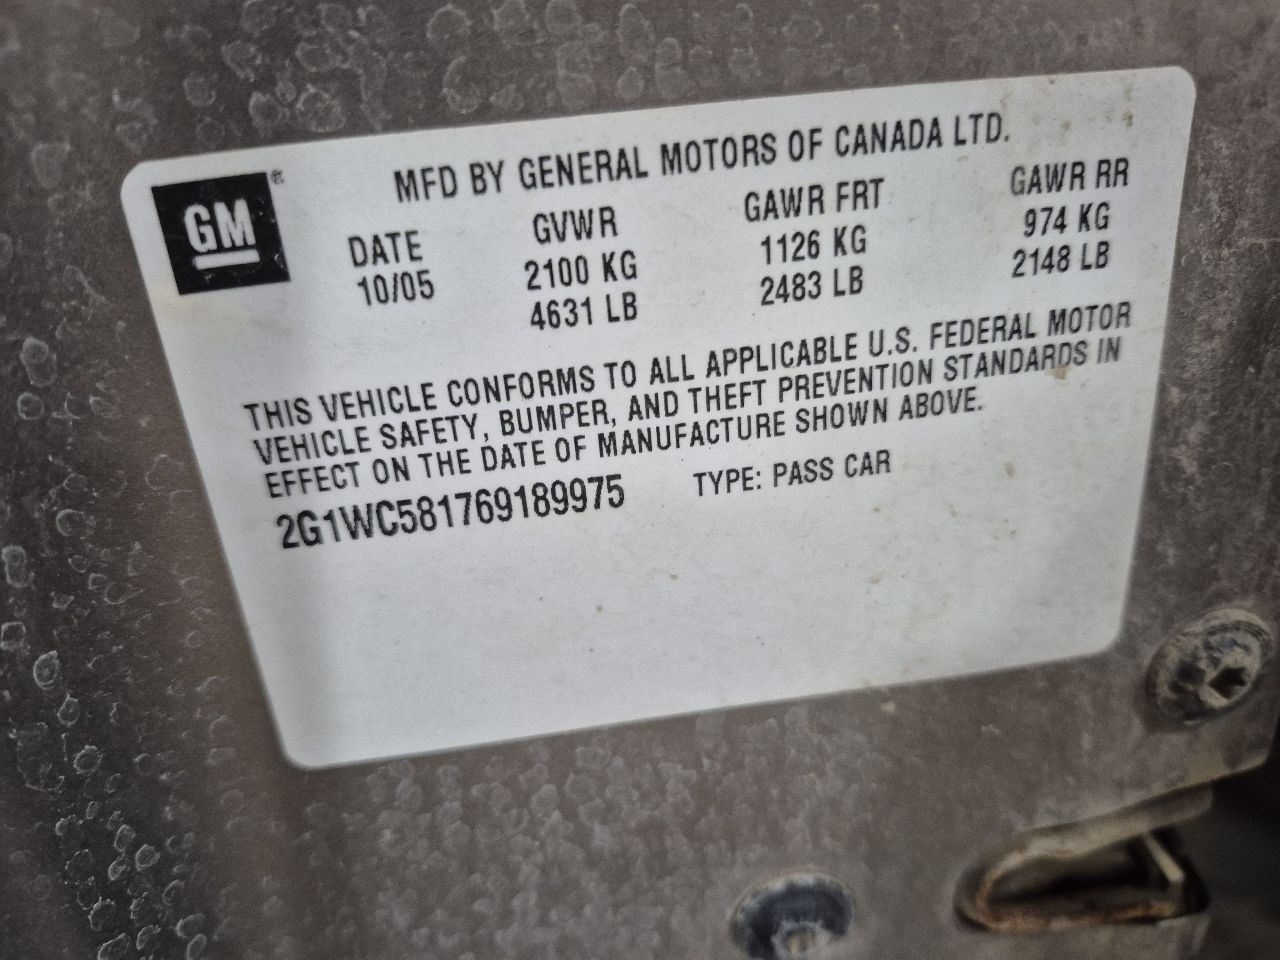 GM ®
MFD BY GENERAL MOTORS OF CANADA LTD.
DATE GVWR GAWR FRT GAWR RR
10/05 2100 KG 1126 KG 974 KG
4631 LB 2483 LB 2148 LB
THIS VEHICLE CONFORMS TO ALL APPLICABLE U.S. FEDERAL MOTOR
VEHICLE SAFETY, BUMPER, AND THEFT PREVENTION STANDARDS IN
EFFECT ON THE DATE OF MANUFACTURE SHOWN ABOVE.
2G1WC581769189975 TYPE: PASS CAR